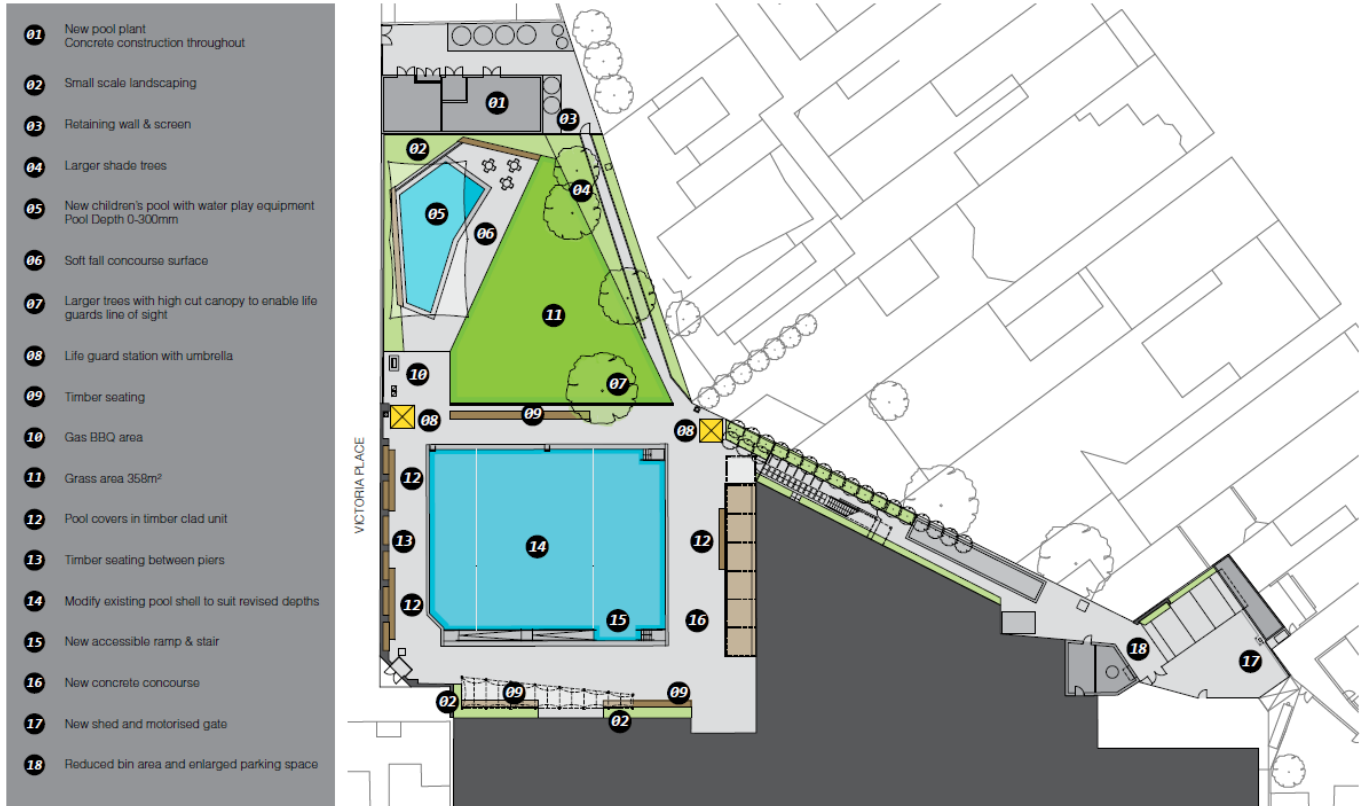 01 New pool plant
Concrete construction throughout
02 Small scale landscaping
03 Retaining wall & screen
04 Larger shade trees
05 New children's pool with water play equipment
Pool Depth 0-300mm
06 Soft fall concourse surface
07 Larger trees with high cut canopy to enable life
guards line of sight
08 Life guard station with umbrella
09 Timber seating
10 Gas BBQ area
11 Grass area 358m²
12 Pool covers in timber clad unit
13 Timber seating between piers
14 Modify existing pool shell to suit revised depths
15 New accessible ramp & stair
16 New concrete concourse
17 New shed and motorised gate
18 Reduced bin area and enlarged parking space
VICTORIA PLACE
01
03
02
04
05
06
11
10
07
08
09
08
12
13
14
12
12
15
16
18
17
02
09
09
02